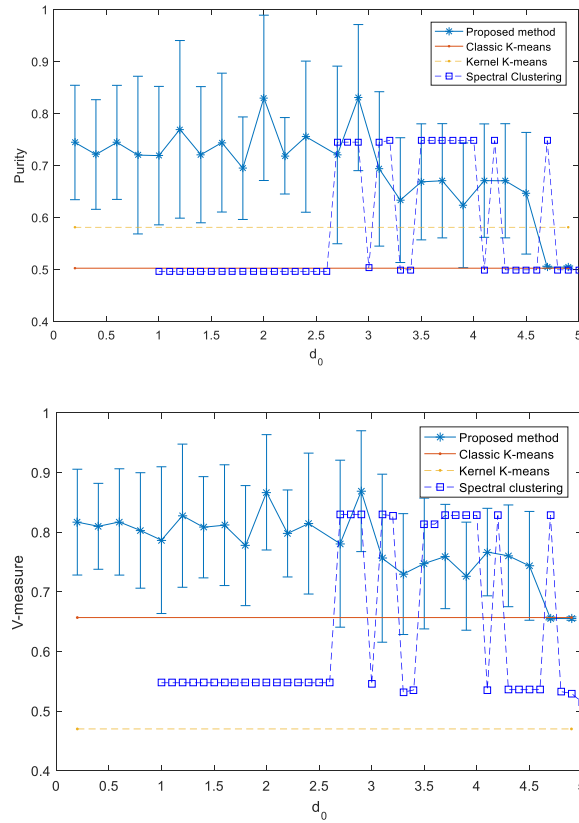 1
0.9
0.8
0.7
0.6
0.5
0.4
Purity
0 0.5 1 1.5 2 2.5 3 3.5 4 4.5 5
d0
Proposed method
Classic K-means
Kernel K-means
Spectral Clustering
1
0.9
0.8
0.7
0.6
0.5
0.4
V-measure
0 0.5 1 1.5 2 2.5 3 3.5 4 4.5 5
d0
Proposed method
Classic K-means
Kernel K-means
Spectral clustering